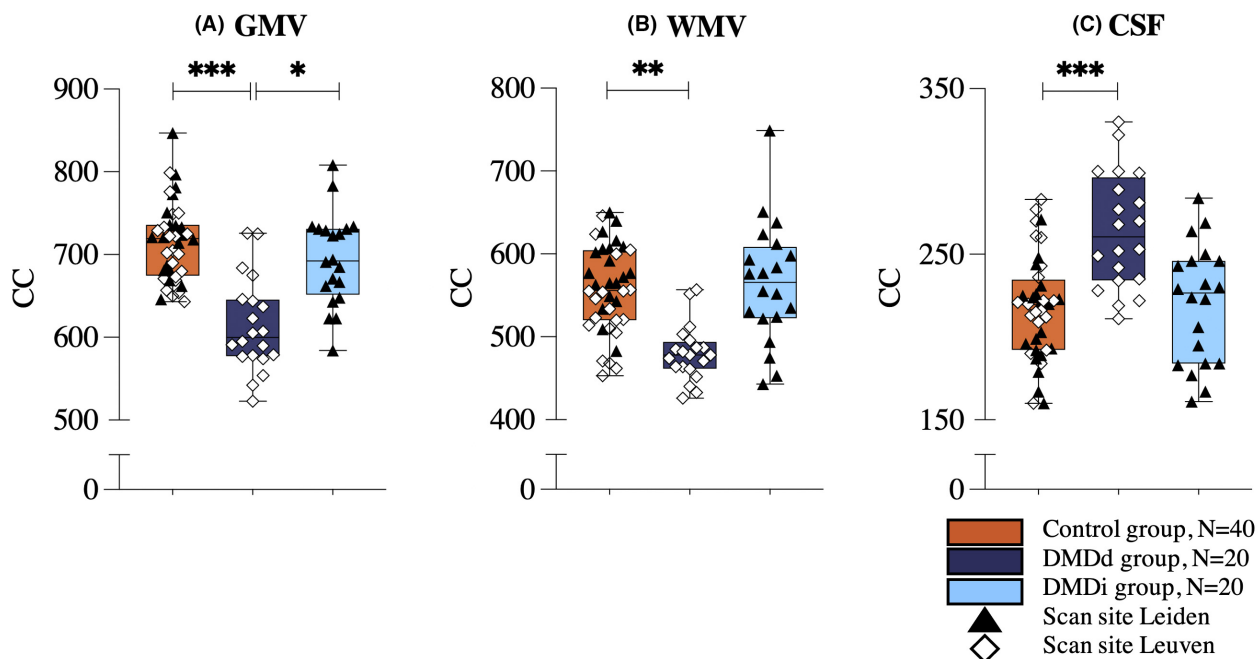 (A) GMV
*** *
CC
900
800
700
600
500
0
(B) WMV
**
CC
800
700
600
500
400
0
(C) CSF
***
CC
350
250
150
0
Control group, N=40
DMDd group, N=20
DMDi group, N=20
Scan site Leiden
Scan site Leuven